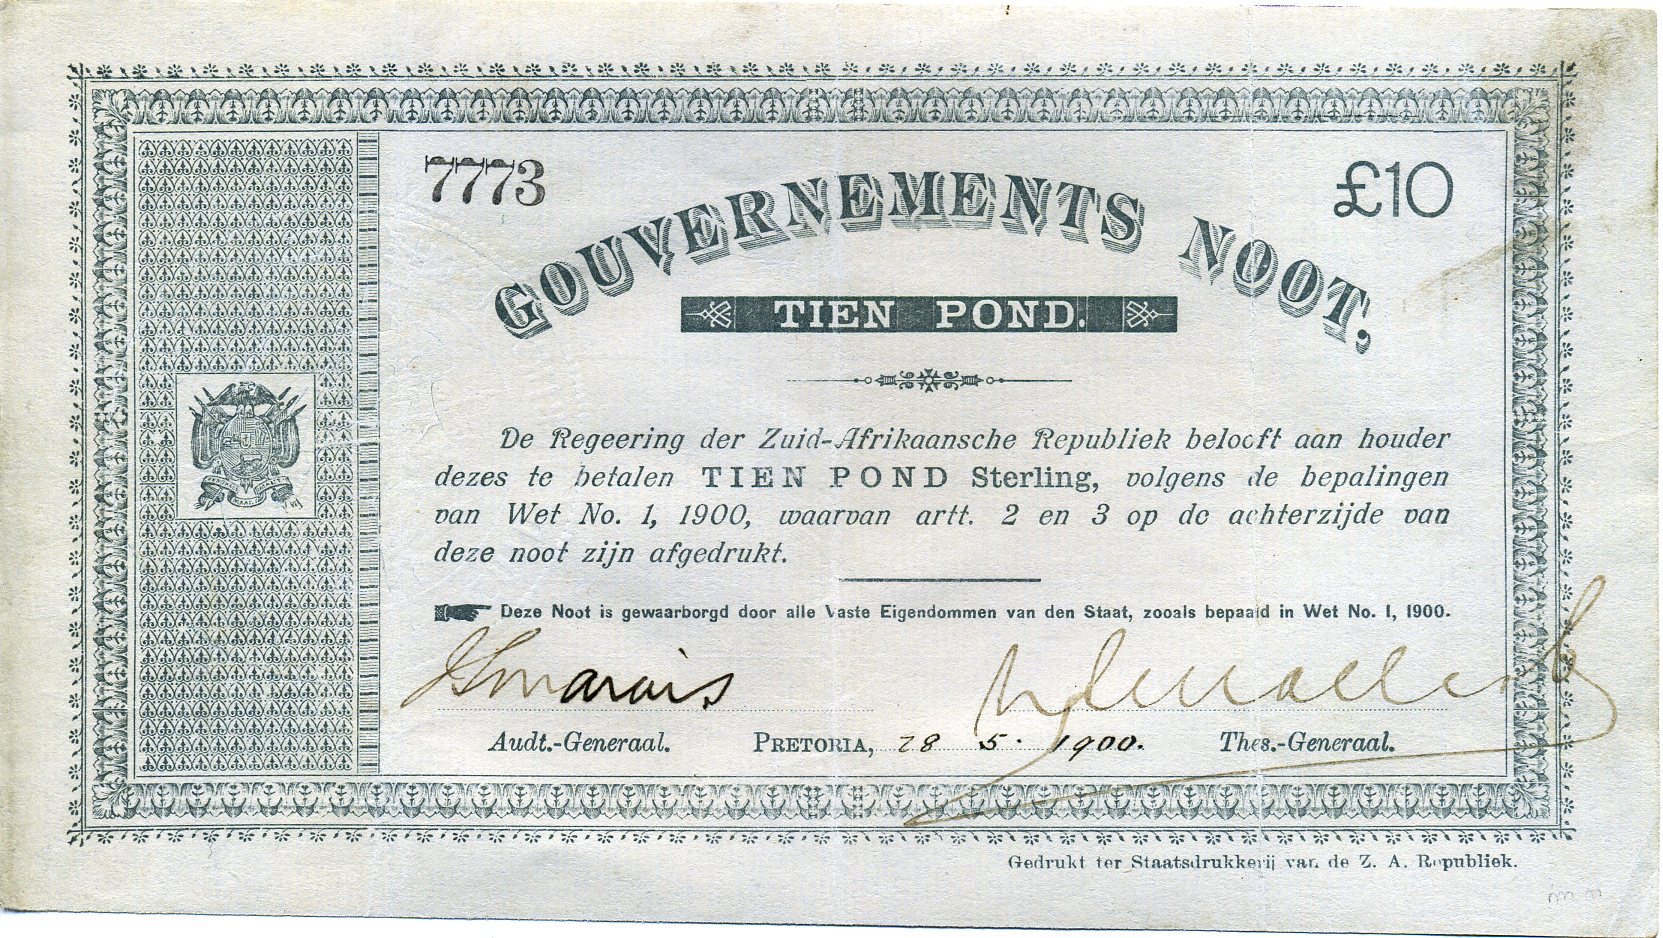 7773
£10
GOUVERNEMENTS NOOT,
TIEN POND.
De Regeering der Zuid-Afrikaansche Republiek belooft aan houder
dezes te betalen TIEN POND Sterling, volgens de bepalingen
van Wet No. 1, 1900, waarvan artt. 2 en 3 op de achterzijde van
deze noot zijn afgedrukt.
Deze Noot is gewaarborgd door alle Vaste Eigendommen van den Staat, zooals bepaald in Wet No. 1, 1900.
Marais
Audt.-Generaal. PRETORIA, 28 5. 1900. Thes.-Generaal.
Gedrukt ter Staatsdrukkerij van de Z. A. Republiek.